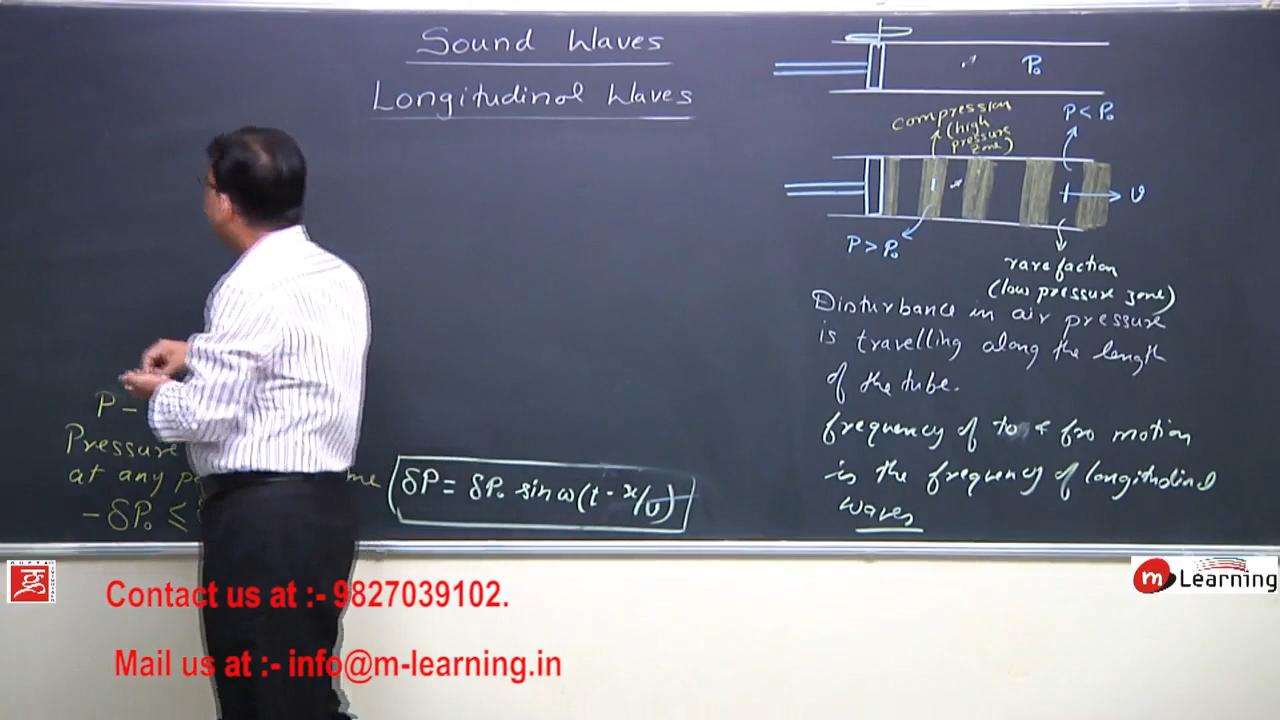 Sound Waves
Longitudinal Waves
P₀
compression
(high
pressure
zone)
P < P₀
v
P > P₀
rarefaction
(low pressure zone)
Disturbance in air pressure
is travelling along the length
of the tube.
frequency of to & fro motion
is the frequency of longitudinal
waves
P -
Pressure
at any
me
- δP₀ ≤
δP = δP₀ sin ω(t - x/v)
GUPTA
m Learning
Contact us at :- 9827039102.
Mail us at :- info@m-learning.in